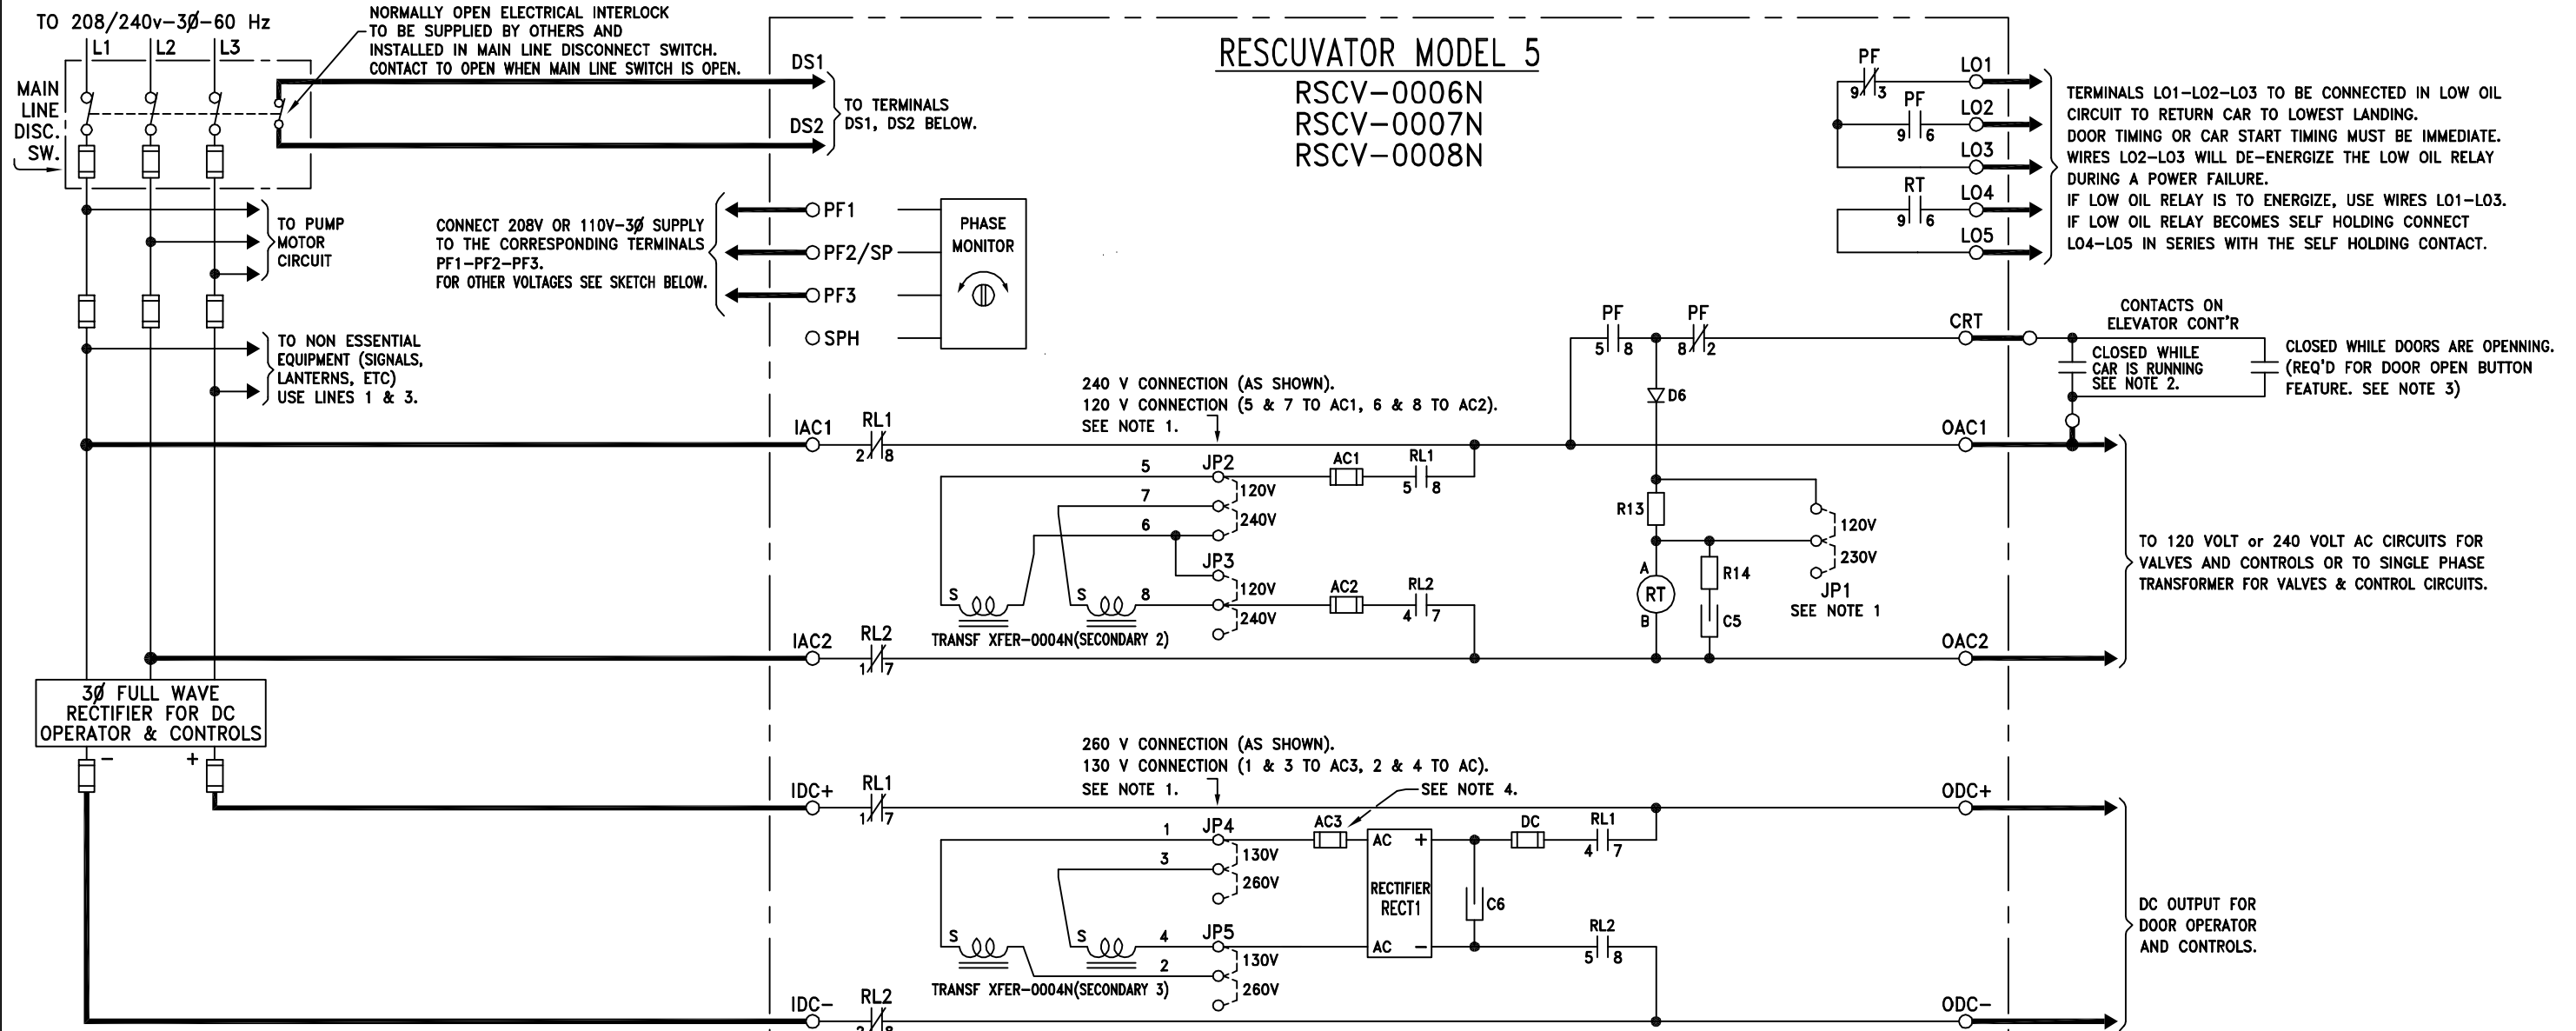 TO 208/240v-3Ø-60 Hz
L1
L2
L3
NORMALLY OPEN ELECTRICAL INTERLOCK
TO BE SUPPLIED BY OTHERS AND
INSTALLED IN MAIN LINE DISCONNECT SWITCH.
CONTACT TO OPEN WHEN MAIN LINE SWITCH IS OPEN.
MAIN
LINE
DISC.
SW.
DS1
DS2
TO TERMINALS
DS1, DS2 BELOW.
RESCUVATOR MODEL 5
RSCV-0006N
RSCV-0007N
RSCV-0008N
PF
9 3
LO1
PF
9 6
LO2
LO3
RT
9 6
LO4
LO5
TERMINALS LO1-LO2-LO3 TO BE CONNECTED IN LOW OIL
CIRCUIT TO RETURN CAR TO LOWEST LANDING.
DOOR TIMING OR CAR START TIMING MUST BE IMMEDIATE.
WIRES LO2-LO3 WILL DE-ENERGIZE THE LOW OIL RELAY
DURING A POWER FAILURE.
IF LOW OIL RELAY IS TO ENERGIZE, USE WIRES LO1-LO3.
IF LOW OIL RELAY BECOMES SELF HOLDING CONNECT
LO4-LO5 IN SERIES WITH THE SELF HOLDING CONTACT.
TO PUMP
MOTOR
CIRCUIT
CONNECT 208V OR 110V-3Ø SUPPLY
TO THE CORRESPONDING TERMINALS
PF1-PF2-PF3.
FOR OTHER VOLTAGES SEE SKETCH BELOW.
PF1
PF2/SP
PF3
SPH
PHASE
MONITOR
TO NON ESSENTIAL
EQUIPMENT (SIGNALS,
LANTERNS, ETC)
USE LINES 1 & 3.
PF
5 8
PF
8 2
CRT
CONTACTS ON
ELEVATOR CONT'R
CLOSED WHILE
CAR IS RUNNING
SEE NOTE 2.
CLOSED WHILE DOORS ARE OPENNING.
(REQ'D FOR DOOR OPEN BUTTON
FEATURE. SEE NOTE 3)
D6
240 V CONNECTION (AS SHOWN).
120 V CONNECTION (5 & 7 TO AC1, 6 & 8 TO AC2).
SEE NOTE 1.
IAC1
RL1
2 8
OAC1
5
7
6
JP2
120V
240V
AC1
RL1
5 8
JP3
120V
240V
S
S
8
AC2
RL2
4 7
TRANSF XFER-0004N(SECONDARY 2)
R13
A
RT
B
R14
C5
120V
230V
JP1
SEE NOTE 1
TO 120 VOLT or 240 VOLT AC CIRCUITS FOR
VALVES AND CONTROLS OR TO SINGLE PHASE
TRANSFORMER FOR VALVES & CONTROL CIRCUITS.
IAC2
RL2
1 7
OAC2
3Ø FULL WAVE
RECTIFIER FOR DC
OPERATOR & CONTROLS
- +
260 V CONNECTION (AS SHOWN).
130 V CONNECTION (1 & 3 TO AC3, 2 & 4 TO AC).
SEE NOTE 1.
SEE NOTE 4.
IDC+
RL1
1 7
ODC+
1
3
JP4
130V
260V
AC3
AC +
RECTIFIER
RECT1
AC -
DC
RL1
4 7
C6
S
S
4
2
JP5
130V
260V
RL2
5 8
TRANSF XFER-0004N(SECONDARY 3)
DC OUTPUT FOR
DOOR OPERATOR
AND CONTROLS.
IDC-
RL2
2 8
ODC-